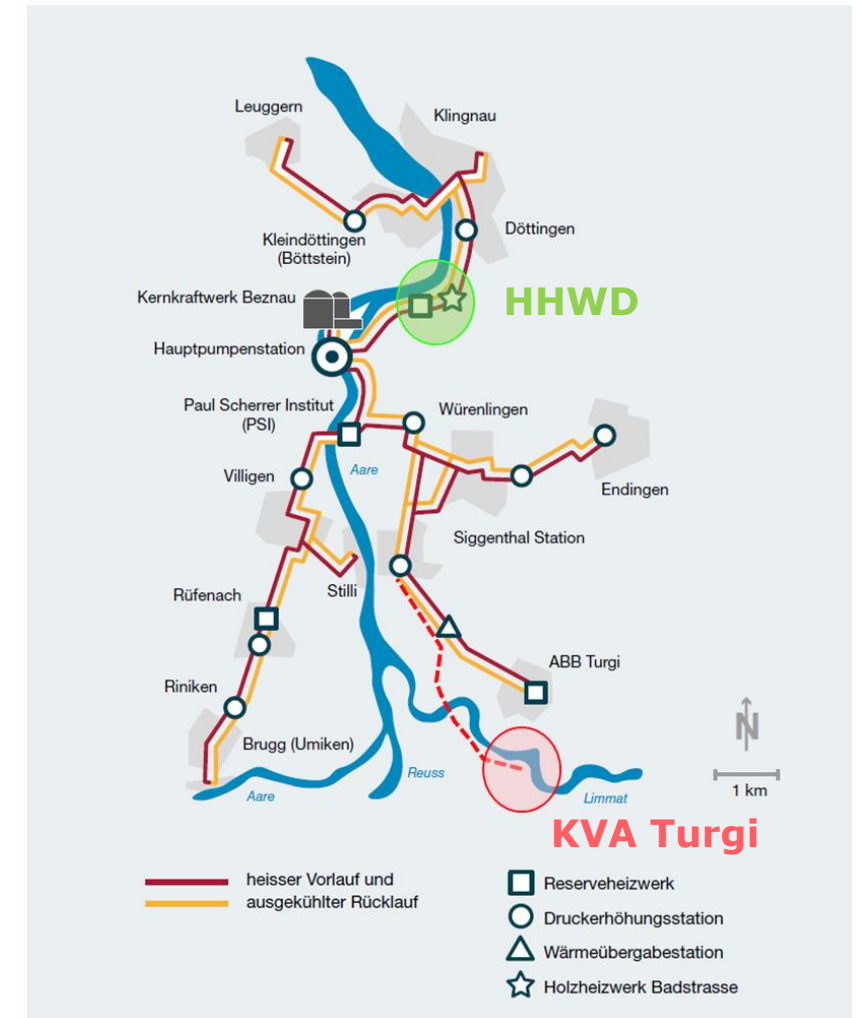 Leuggern
Klingnau
Kleindöttingen
(Böttstein)
Döttingen
Kernkraftwerk Beznau
HHWD
Hauptpumpenstation
Paul Scherrer Institut
(PSI)
Würenlingen
Villigen
Aare
Endingen
Siggenthal Station
Rüfenach
Stilli
ABB Turgi
Riniken
N
Brugg (Umiken)
Aare
Reuss
Limmat
1 km
KVA Turgi
heisser Vorlauf und
ausgekühlter Rücklauf
Reserveheizwerk
Druckerhöhungsstation
Wärmeübergabestation
Holzheizwerk Badstrasse